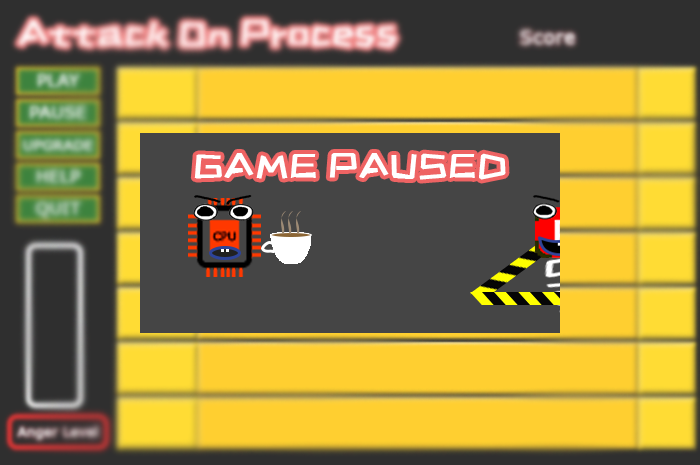 Attack On Process
Score
PLAY
PAUSE
UPGRADE
HELP
QUIT
GAME PAUSED
CPU
Anger Level